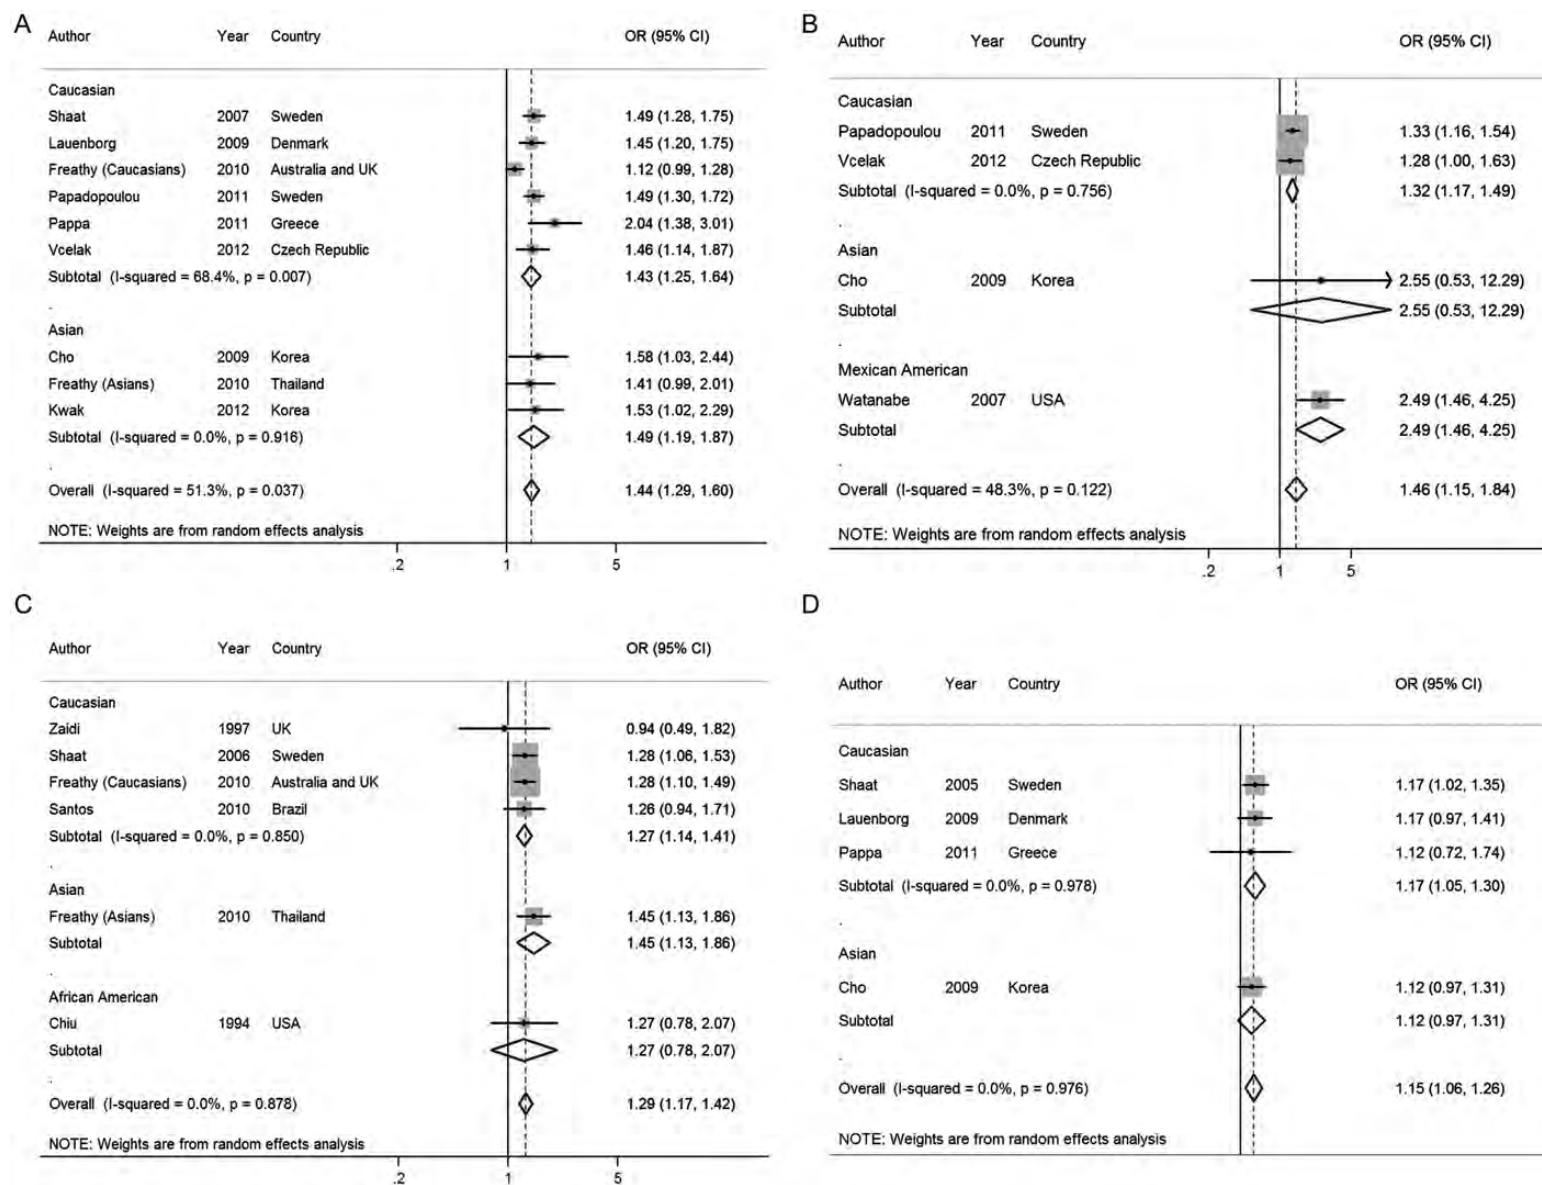 A
Author Year Country OR (95% CI)
Caucasian
Shaat 2007 Sweden 1.49 (1.28, 1.75)
Lauenborg 2009 Denmark 1.45 (1.20, 1.75)
Freathy (Caucasians) 2010 Australia and UK 1.12 (0.99, 1.28)
Papadopoulou 2011 Sweden 1.49 (1.30, 1.72)
Pappa 2011 Greece 2.04 (1.38, 3.01)
Vcelak 2012 Czech Republic 1.46 (1.14, 1.87)
Subtotal (I-squared = 68.4%, p = 0.007) 1.43 (1.25, 1.64)
.
Asian
Cho 2009 Korea 1.58 (1.03, 2.44)
Freathy (Asians) 2010 Thailand 1.41 (0.99, 2.01)
Kwak 2012 Korea 1.53 (1.02, 2.29)
Subtotal (I-squared = 0.0%, p = 0.916) 1.49 (1.19, 1.87)
.
Overall (I-squared = 51.3%, p = 0.037) 1.44 (1.29, 1.60)
NOTE: Weights are from random effects analysis
.2 1 5
B
Author Year Country OR (95% CI)
Caucasian
Papadopoulou 2011 Sweden 1.33 (1.16, 1.54)
Vcelak 2012 Czech Republic 1.28 (1.00, 1.63)
Subtotal (I-squared = 0.0%, p = 0.756) 1.32 (1.17, 1.49)
.
Asian
Cho 2009 Korea 2.55 (0.53, 12.29)
Subtotal 2.55 (0.53, 12.29)
.
Mexican American
Watanabe 2007 USA 2.49 (1.46, 4.25)
Subtotal 2.49 (1.46, 4.25)
.
Overall (I-squared = 48.3%, p = 0.122) 1.46 (1.15, 1.84)
NOTE: Weights are from random effects analysis
.2 1 5
C
Author Year Country OR (95% CI)
Caucasian
Zaidi 1997 UK 0.94 (0.49, 1.82)
Shaat 2006 Sweden 1.28 (1.06, 1.53)
Freathy (Caucasians) 2010 Australia and UK 1.28 (1.10, 1.49)
Santos 2010 Brazil 1.26 (0.94, 1.71)
Subtotal (I-squared = 0.0%, p = 0.850) 1.27 (1.14, 1.41)
.
Asian
Freathy (Asians) 2010 Thailand 1.45 (1.13, 1.86)
Subtotal 1.45 (1.13, 1.86)
.
African American
Chiu 1994 USA 1.27 (0.78, 2.07)
Subtotal 1.27 (0.78, 2.07)
.
Overall (I-squared = 0.0%, p = 0.878) 1.29 (1.17, 1.42)
NOTE: Weights are from random effects analysis
.2 1 5
D
Author Year Country OR (95% CI)
Caucasian
Shaat 2005 Sweden 1.17 (1.02, 1.35)
Lauenborg 2009 Denmark 1.17 (0.97, 1.41)
Pappa 2011 Greece 1.12 (0.72, 1.74)
Subtotal (I-squared = 0.0%, p = 0.978) 1.17 (1.05, 1.30)
.
Asian
Cho 2009 Korea 1.12 (0.97, 1.31)
Subtotal 1.12 (0.97, 1.31)
.
Overall (I-squared = 0.0%, p = 0.976) 1.15 (1.06, 1.26)
NOTE: Weights are from random effects analysis